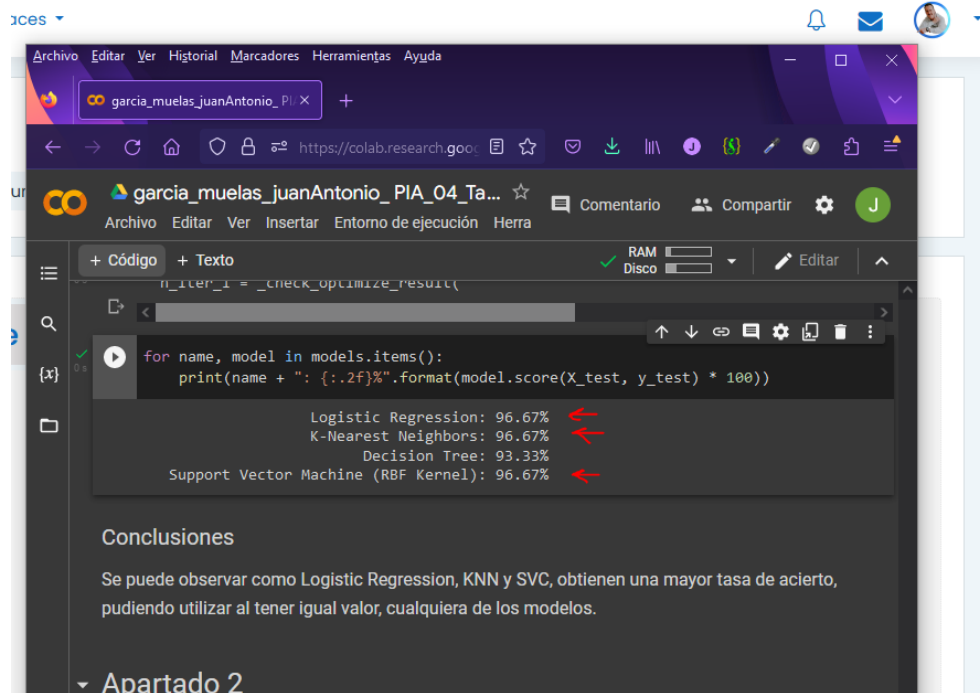 aces
Archivo Editar Ver Historial Marcadores Herramientas Ayuda
garcia_muelas_juanAntonio_ PI
https://colab.research.goog
garcia_muelas_juanAntonio_ PIA_04_Ta...
Comentario Compartir J
Archivo Editar Ver Insertar Entorno de ejecución Herra
+ Código + Texto
RAM
Disco
Editar
n_iter_i = _check_optimize_result(
for name, model in models.items():
{x}
0 s
print(name + ": {:.2f}%".format(model.score(X_test, y_test) * 100))
Logistic Regression: 96.67%
K-Nearest Neighbors: 96.67%
Decision Tree: 93.33%
Support Vector Machine (RBF Kernel): 96.67%
Conclusiones
Se puede observar como Logistic Regression, KNN y SVC, obtienen una mayor tasa de acierto,
pudiendo utilizar al tener igual valor, cualquiera de los modelos.
Apartado 2